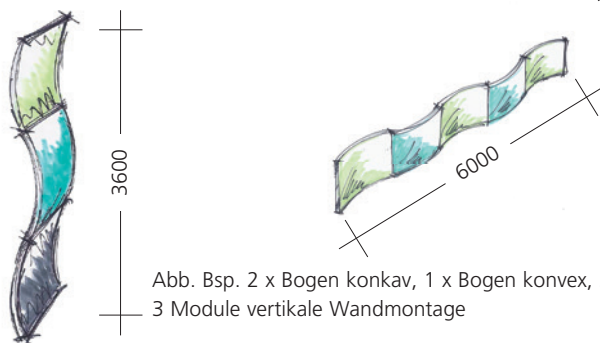 3600
6000
Abb. Bsp. 2 x Bogen konkav, 1 x Bogen konvex,
3 Module vertikale Wandmontage